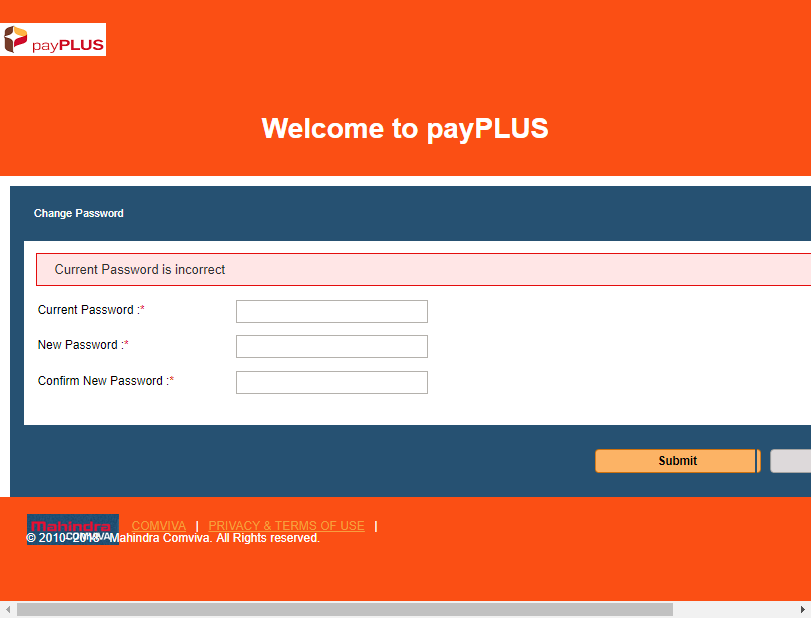 payPLUS
Welcome to payPLUS
Change Password
Current Password is incorrect
Current Password :*
New Password :*
Confirm New Password :*
Submit
Mahindra
COMVIVA
COMVIVA | PRIVACY & TERMS OF USE |
© 2010- 2018 Mahindra Comviva. All Rights reserved.